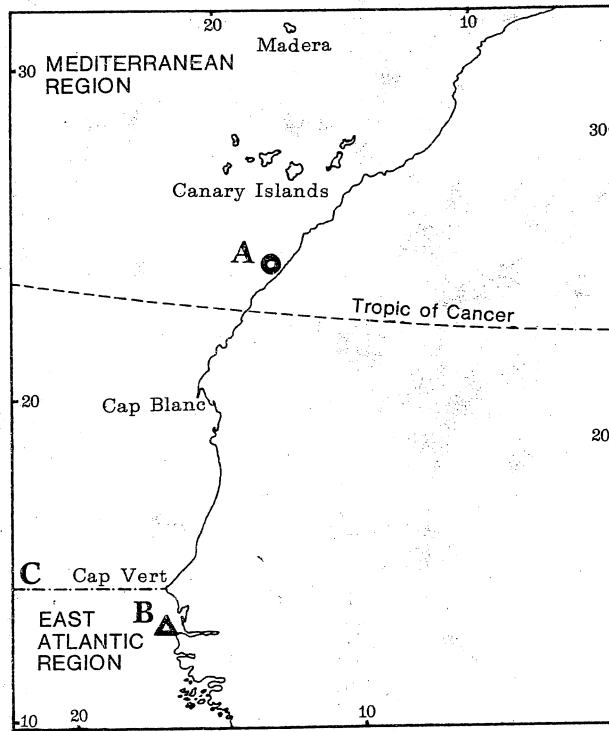 20
10
Madera
MEDITERRANEAN
REGION
30
30
Canary Islands
A
Tropic of Cancer
20
Cap Blanc
20
C
Cap Vert
B
EAST
ATLANTIC
REGION
10
20
10